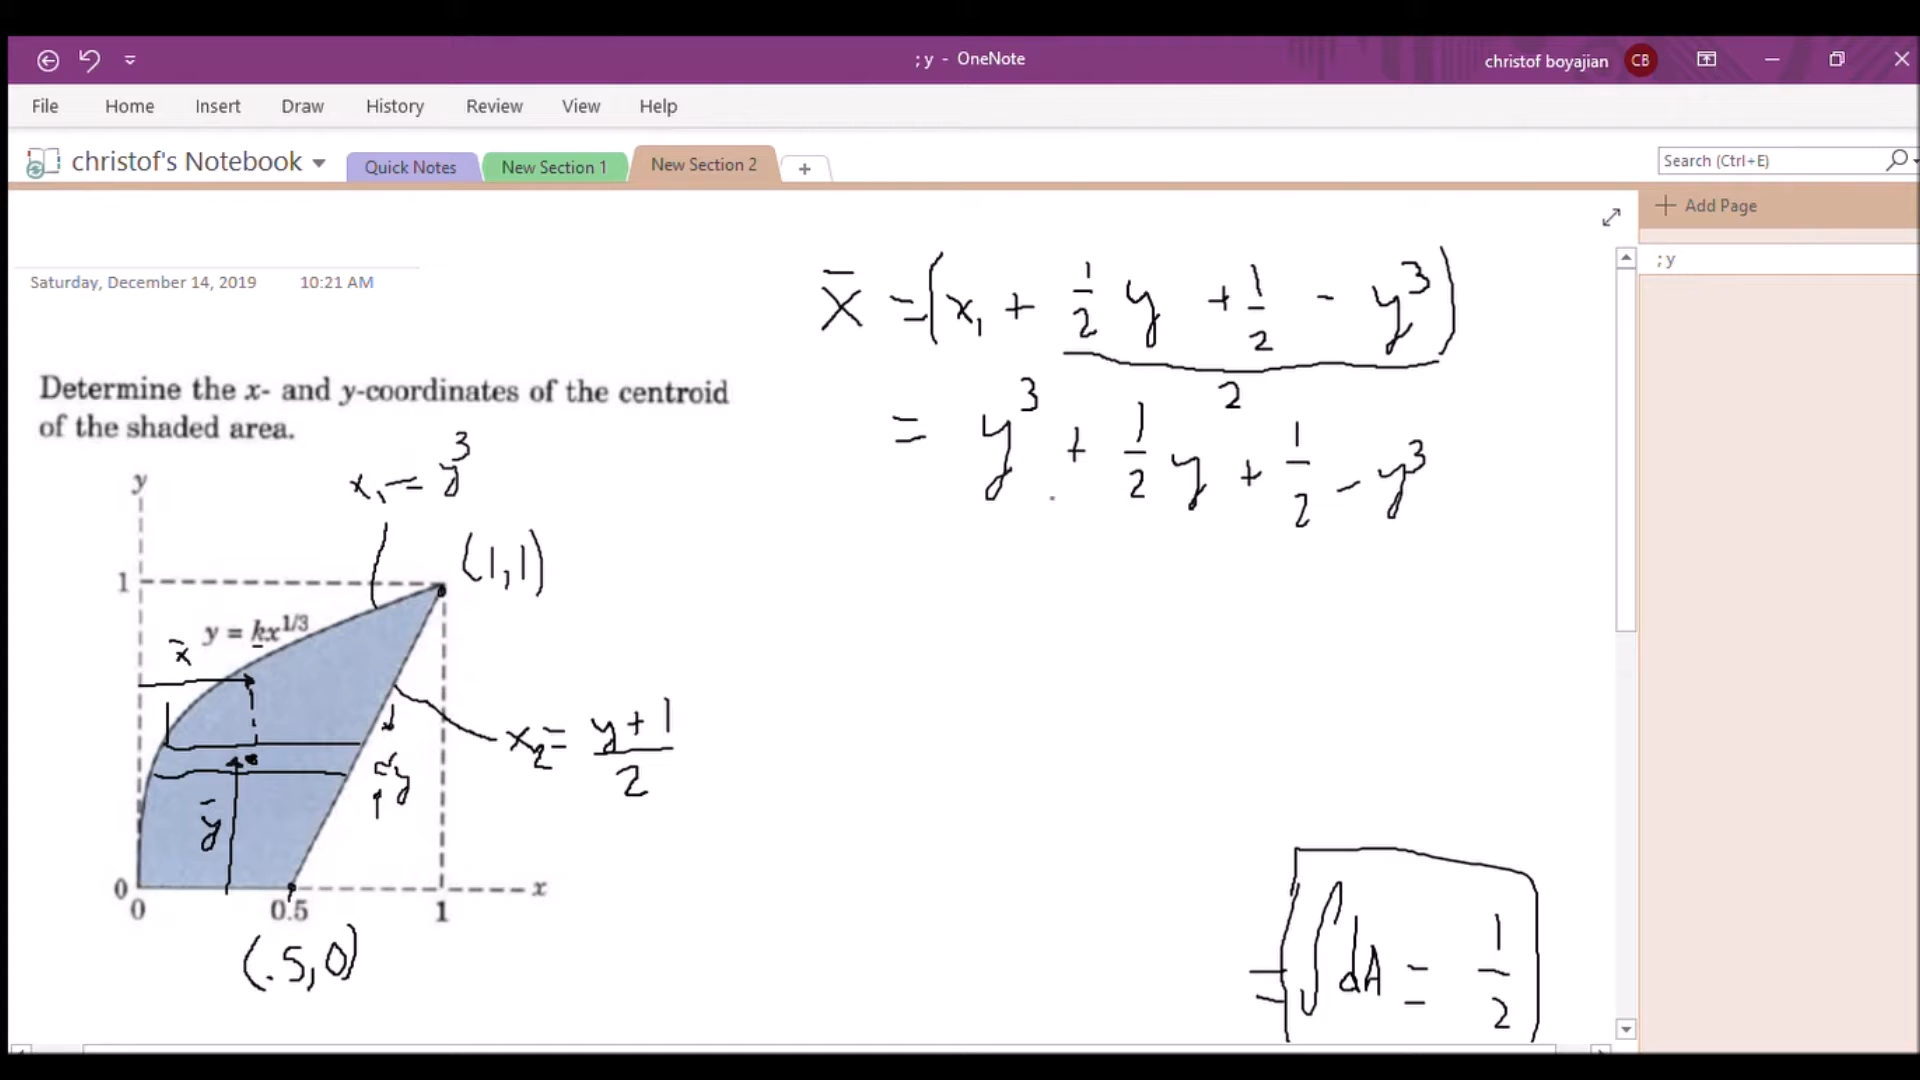 ; y - OneNote
christof boyajian CB
File Home Insert Draw History Review View Help
christof's Notebook Quick Notes New Section 1 New Section 2 +
Search (Ctrl+E)
+ Add Page
; y
Saturday, December 14, 2019 10:21 AM
Determine the x- and y-coordinates of the centroid
of the shaded area.
x₁ = y³
y
(1,1)
1
y = kx^{1/3}
x̄
x₂ = (y+1)/2
dy
ȳ
0
x
0 0.5 1
(.5,0)
X̄ = (x₁ + (1/2 y + 1/2 - y³)/2)
= y³ + 1/2 y + 1/2 - y³
= ∫dA = 1/2